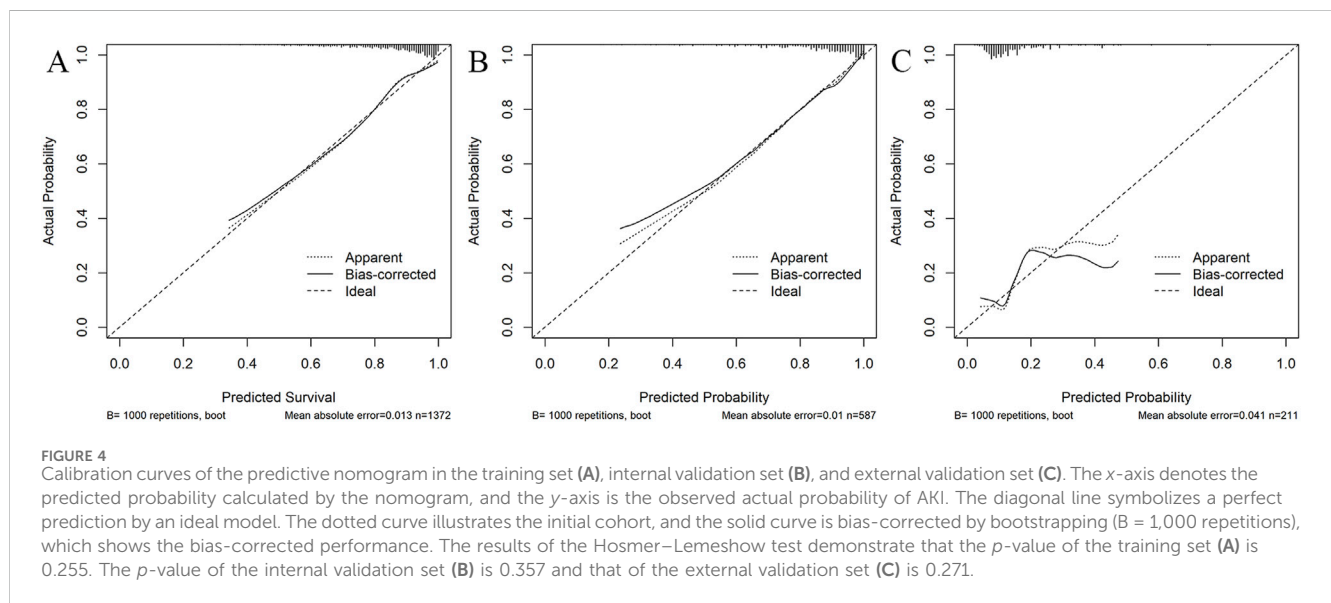 A
Actual Probability
0.0 0.2 0.4 0.6 0.8 1.0
Apparent
Bias-corrected
Ideal
0.0 0.2 0.4 0.6 0.8 1.0
Predicted Survival
B= 1000 repetitions, boot Mean absolute error=0.013 n=1372
B
Actual Probability
0.0 0.2 0.4 0.6 0.8 1.0
Apparent
Bias-corrected
Ideal
0.0 0.2 0.4 0.6 0.8 1.0
Predicted Probability
B= 1000 repetitions, boot Mean absolute error=0.01 n=587
C
Actual Probability
0.0 0.2 0.4 0.6 0.8 1.0
Apparent
Bias-corrected
Ideal
0.0 0.2 0.4 0.6 0.8 1.0
Predicted Probability
B= 1000 repetitions, boot Mean absolute error=0.041 n=211
FIGURE 4
Calibration curves of the predictive nomogram in the training set (A), internal validation set (B), and external validation set (C). The x-axis denotes the
predicted probability calculated by the nomogram, and the y-axis is the observed actual probability of AKI. The diagonal line symbolizes a perfect
prediction by an ideal model. The dotted curve illustrates the initial cohort, and the solid curve is bias-corrected by bootstrapping (B = 1,000 repetitions),
which shows the bias-corrected performance. The results of the Hosmer–Lemeshow test demonstrate that the p-value of the training set (A) is
0.255. The p-value of the internal validation set (B) is 0.357 and that of the external validation set (C) is 0.271.